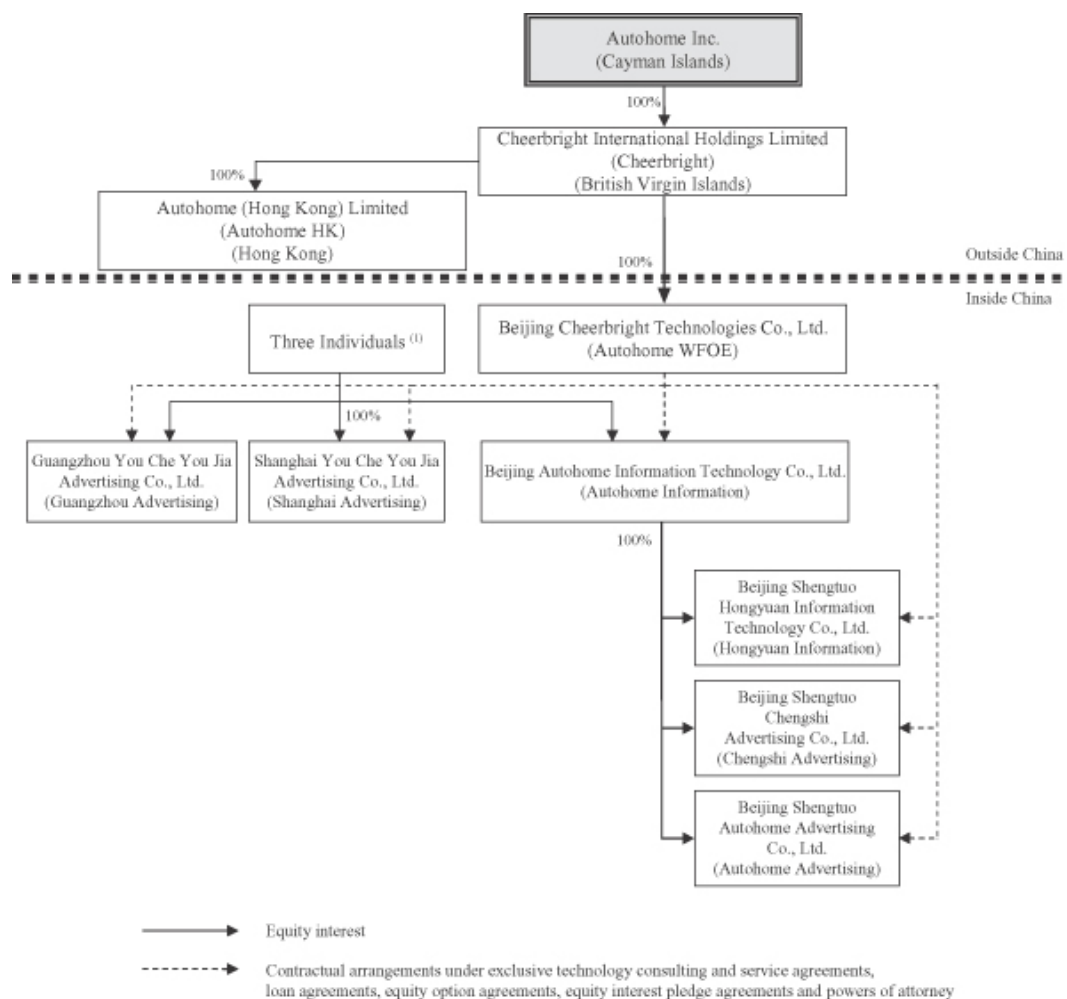 Autohome Inc.
(Cayman Islands)
100%
Cheerbright International Holdings Limited
(Cheerbright)
(British Virgin Islands)
100%
Autohome (Hong Kong) Limited
(Autohome HK)
(Hong Kong)
100%
Outside China
Inside China
Three Individuals (1)
Beijing Cheerbright Technologies Co., Ltd.
(Autohome WFOE)
100%
Guangzhou You Che You Jia
Advertising Co., Ltd.
(Guangzhou Advertising)
Shanghai You Che You Jia
Advertising Co., Ltd.
(Shanghai Advertising)
Beijing Autohome Information Technology Co., Ltd.
(Autohome Information)
100%
Beijing Shengtuo
Hongyuan Information
Technology Co., Ltd.
(Hongyuan Information)
Beijing Shengtuo
Chengshi
Advertising Co., Ltd.
(Chengshi Advertising)
Beijing Shengtuo
Autohome Advertising
Co., Ltd.
(Autohome Advertising)
Equity interest
Contractual arrangements under exclusive technology consulting and service agreements,
loan agreements, equity option agreements, equity interest pledge agreements and powers of attorney